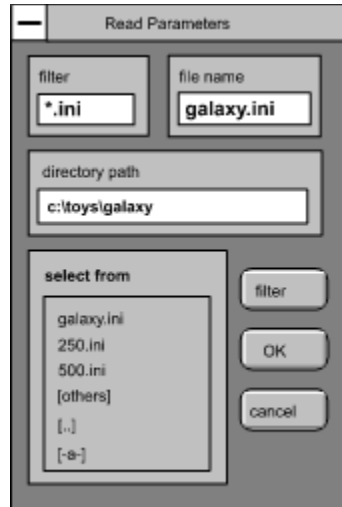 Read Parameters
filter
*.ini
file name
galaxy.ini
directory path
c:\toys\galaxy
select from
galaxy.ini
250.ini
500.ini
[others]
[..]
[-a-]
filter
OK
cancel